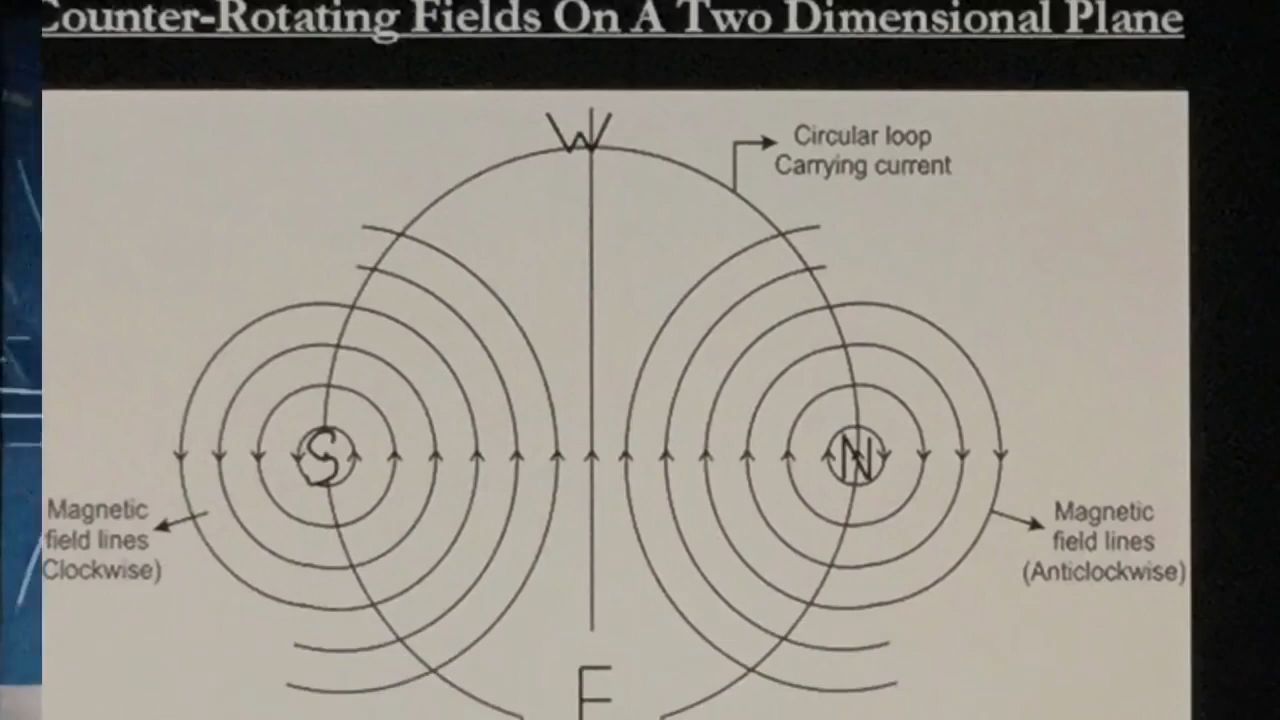 Counter-Rotating Fields On A Two Dimensional Plane
W
Circular loop
Carrying current
S
N
Magnetic
field lines
Clockwise)
Magnetic
field lines
(Anticlockwise)
E